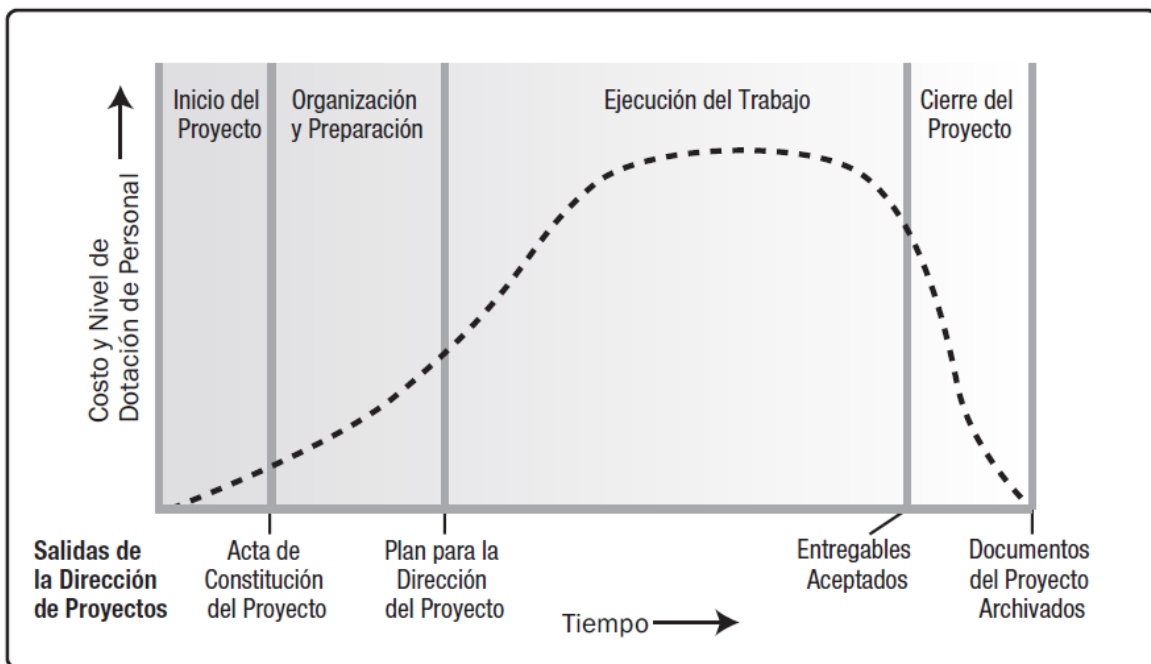 Inicio del
Proyecto
Organización
y Preparación
Ejecución del Trabajo
Cierre del
Proyecto
Costo y Nivel de
Dotación de Personal
Salidas de
la Dirección
de Proyectos
Acta de
Constitución
del Proyecto
Plan para la
Dirección
del Proyecto
Entregables
Aceptados
Documentos
del Proyecto
Archivados
Tiempo